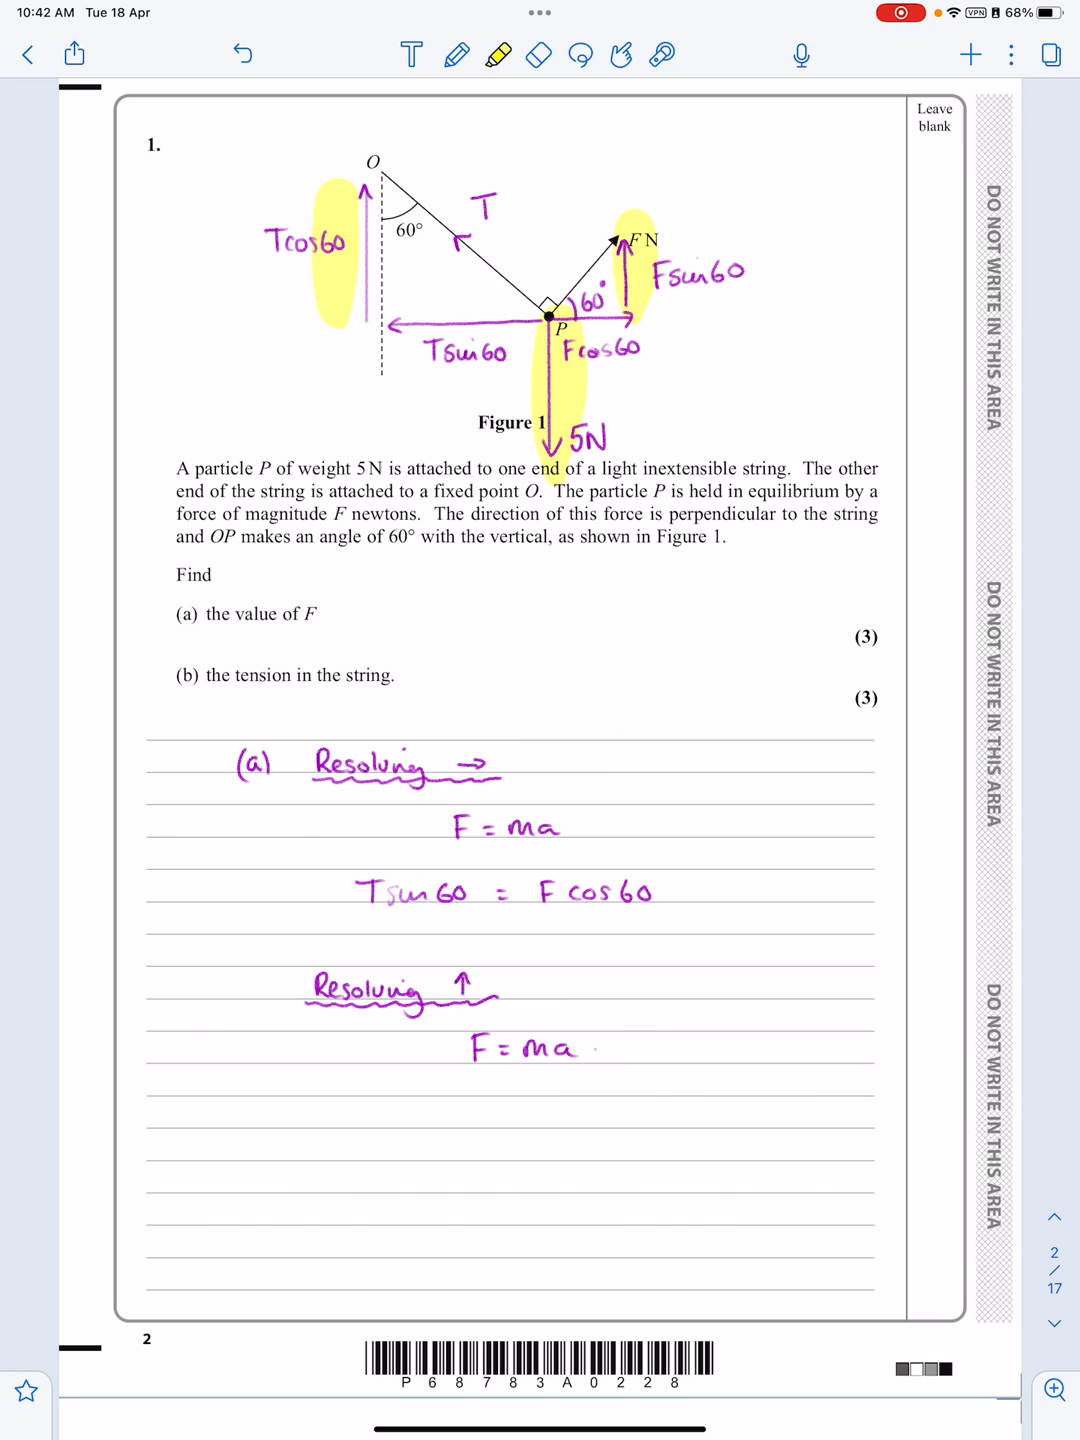 10:42 AM Tue 18 Apr
VPN 68%
T
Leave
blank
1.
O
T
60°
Tcos60
F N
Fsin60
60°
P
Tsin60
Fcos60
Figure 1
5N
A particle P of weight 5 N is attached to one end of a light inextensible string. The other
end of the string is attached to a fixed point O. The particle P is held in equilibrium by a
force of magnitude F newtons. The direction of this force is perpendicular to the string
and OP makes an angle of 60° with the vertical, as shown in Figure 1.
Find
(a) the value of F
(3)
(b) the tension in the string.
(3)
(a) Resolving →
F = ma
Tsin60 = F cos60
Resolving ↑
F = ma
DO NOT WRITE IN THIS AREA
DO NOT WRITE IN THIS AREA
DO NOT WRITE IN THIS AREA
2
/
17
2
P 6 8 7 8 3 A 0 2 2 8